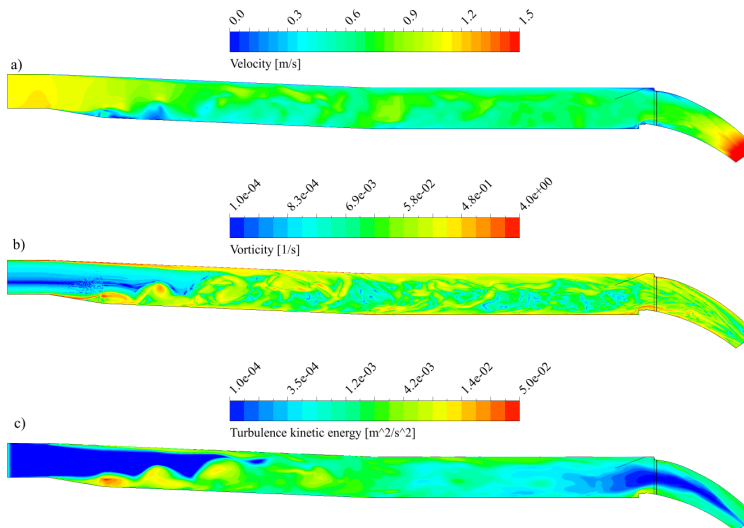 0.0 0.3 0.6 0.9 1.2 1.5
Velocity [m/s]
a)
1.0e-04 8.3e-04 6.9e-03 5.8e-02 4.8e-01 4.0e+00
Vorticity [1/s]
b)
1.0e-04 3.5e-04 1.2e-03 4.2e-03 1.4e-02 5.0e-02
Turbulence kinetic energy [m^2/s^2]
c)